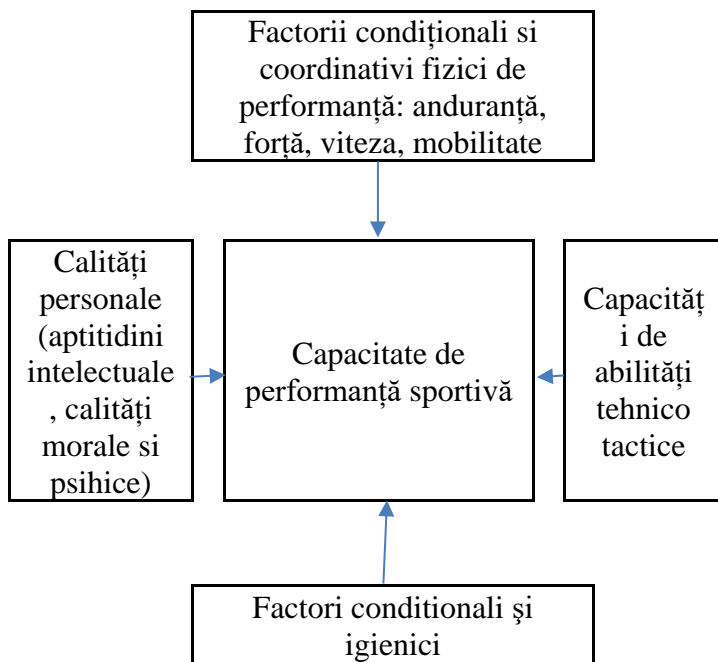 Factorii condiționali si
coordinativi fizici de
performanță: anduranță,
forță, viteza, mobilitate
Calități
personale
(aptitidini
intelectuale
, calități
morale si
psihice)
Capacitate de
performanță sportivă
Capacităț
i de
abilități
tehnico
tactice
Factori conditionali şi
igienici